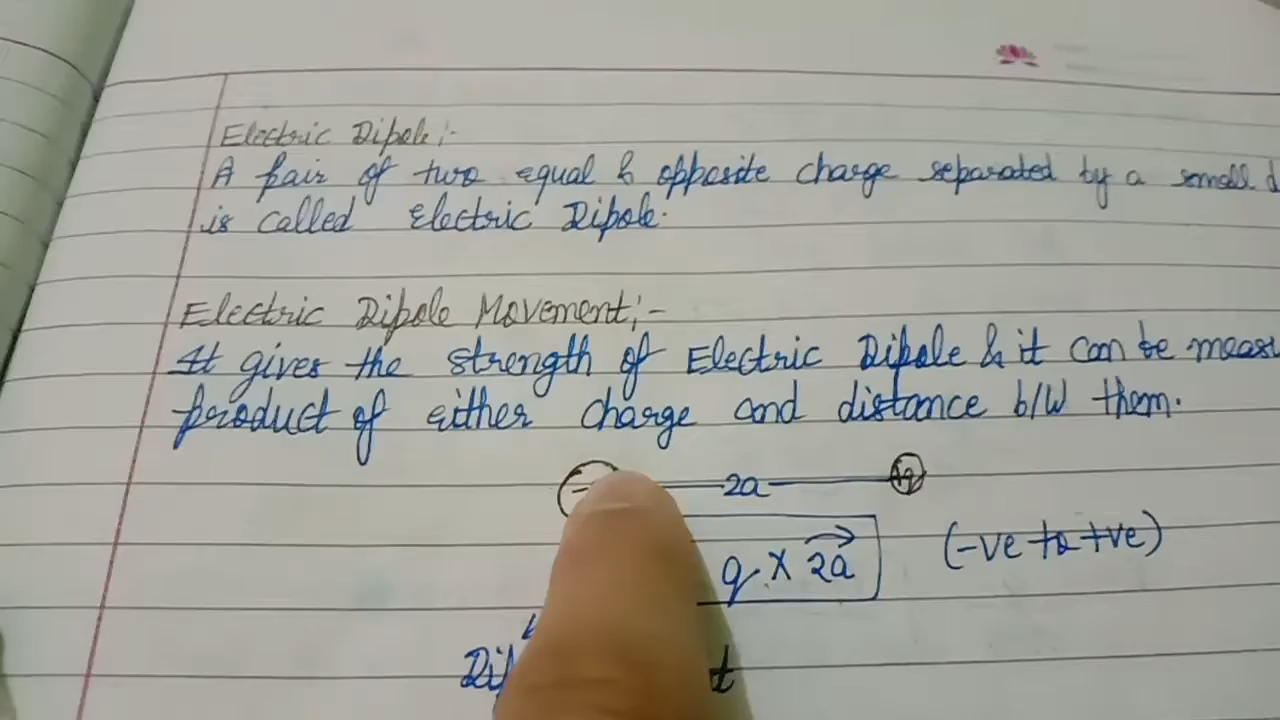 Electric Dipole:-
A pair of two equal & opposite charge separated by a small
is called Electric Dipole.
Electric Dipole Movement:-
It gives the strength of Electric Dipole & it can be
product of either charge and distance b/w them.
- 2a +q
q × 2a (-ve to +ve)